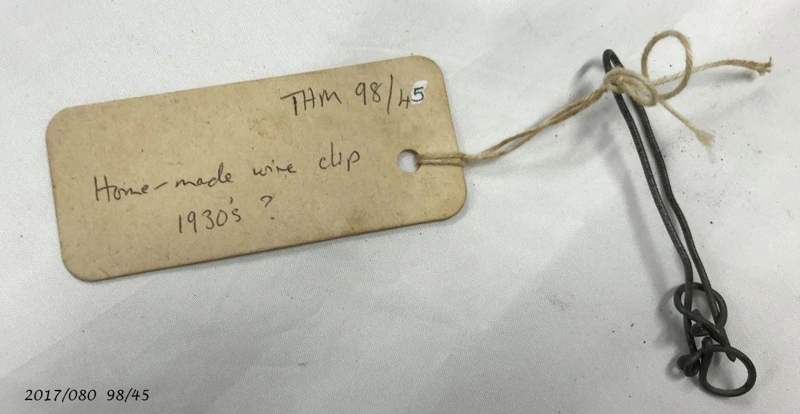 THM 98/45
Home-made wire clip
1930's ?
2017/080 98/45